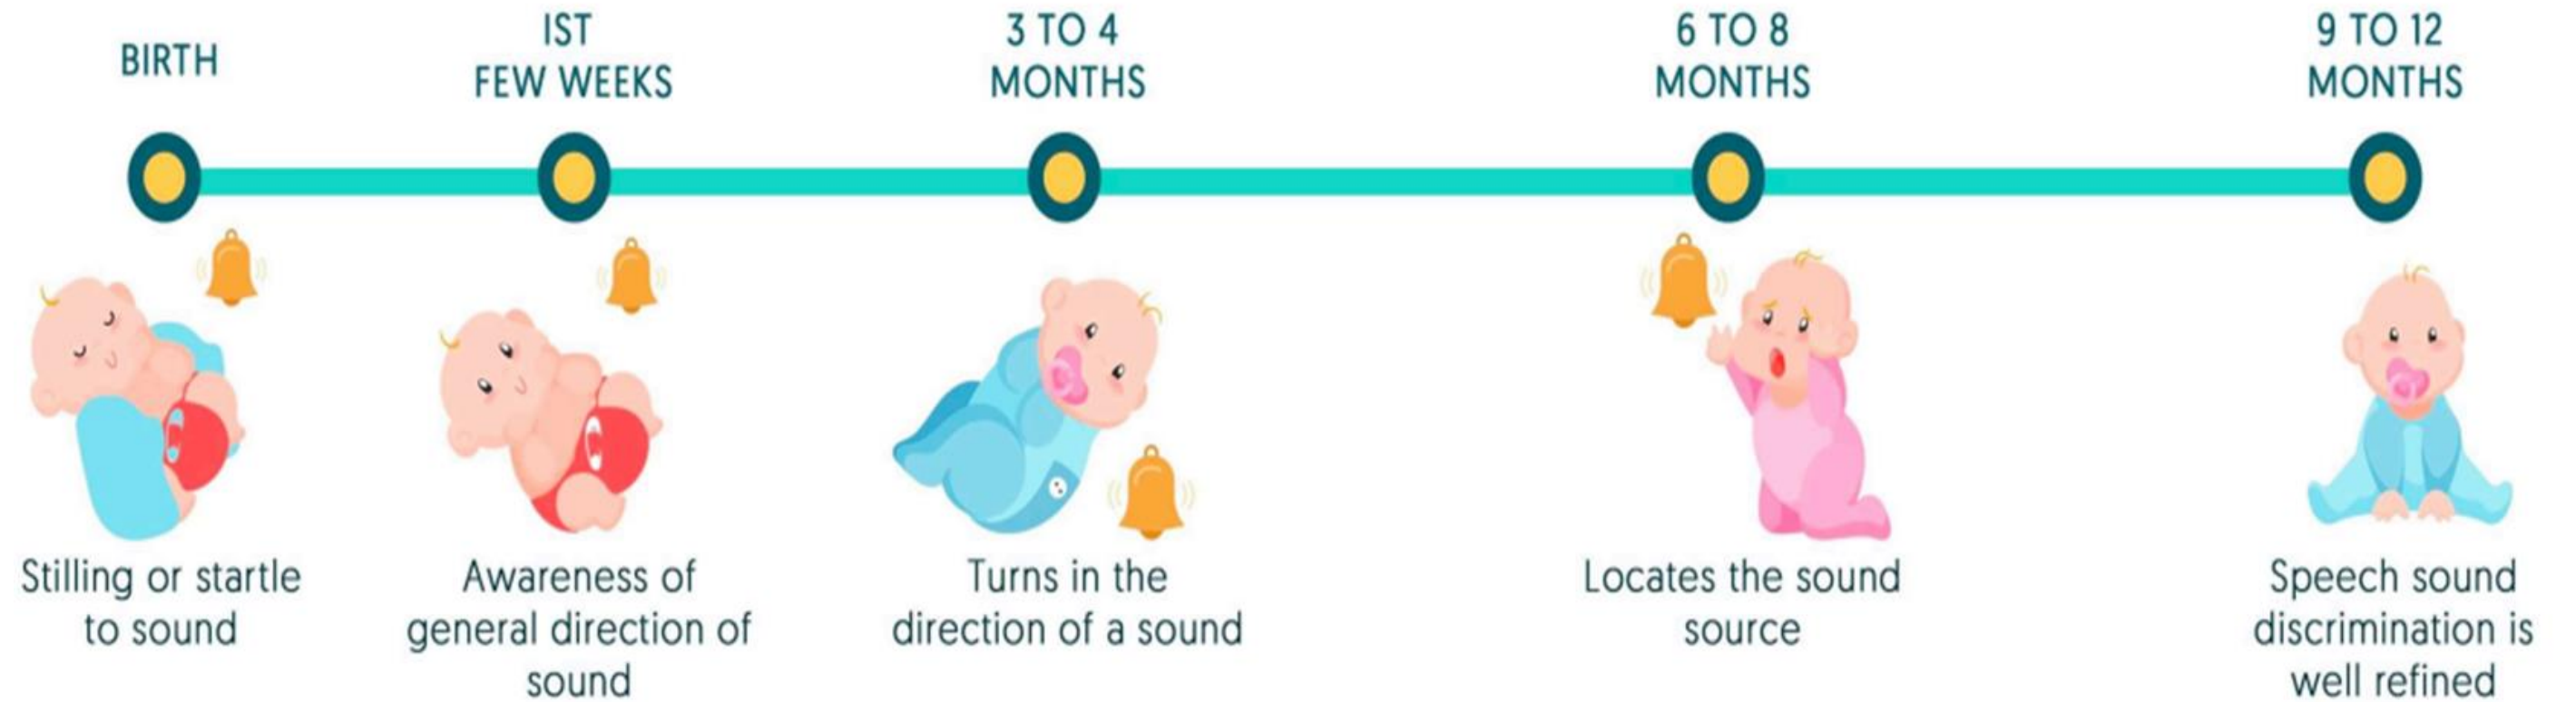 BIRTH
IST
FEW WEEKS
3 TO 4
MONTHS
6 TO 8
MONTHS
9 TO 12
MONTHS
Stilling or startle
to sound
Awareness of
general direction of
sound
Turns in the
direction of a sound
Locates the sound
source
Speech sound
discrimination is
well refined